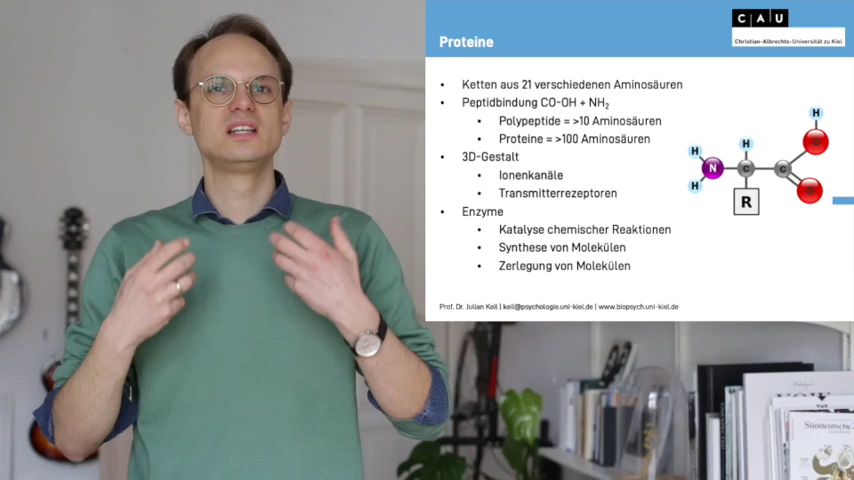 CAU
Christian-Albrechts-Universität zu Kiel
Proteine
• Ketten aus 21 verschiedenen Aminosäuren
• Peptidbindung CO-OH + NH₂
• Polypeptide = >10 Aminosäuren
• Proteine = >100 Aminosäuren
• 3D-Gestalt
• Ionenkanäle
• Transmitterrezeptoren
• Enzyme
• Katalyse chemischer Reaktionen
• Synthese von Molekülen
• Zerlegung von Molekülen
H
H
H
N
C
C
O
H
O
R
Prof. Dr. Julian Keil | keil@psychologie.uni-kiel.de | www.biopsych.uni-kiel.de
Süddeutsche